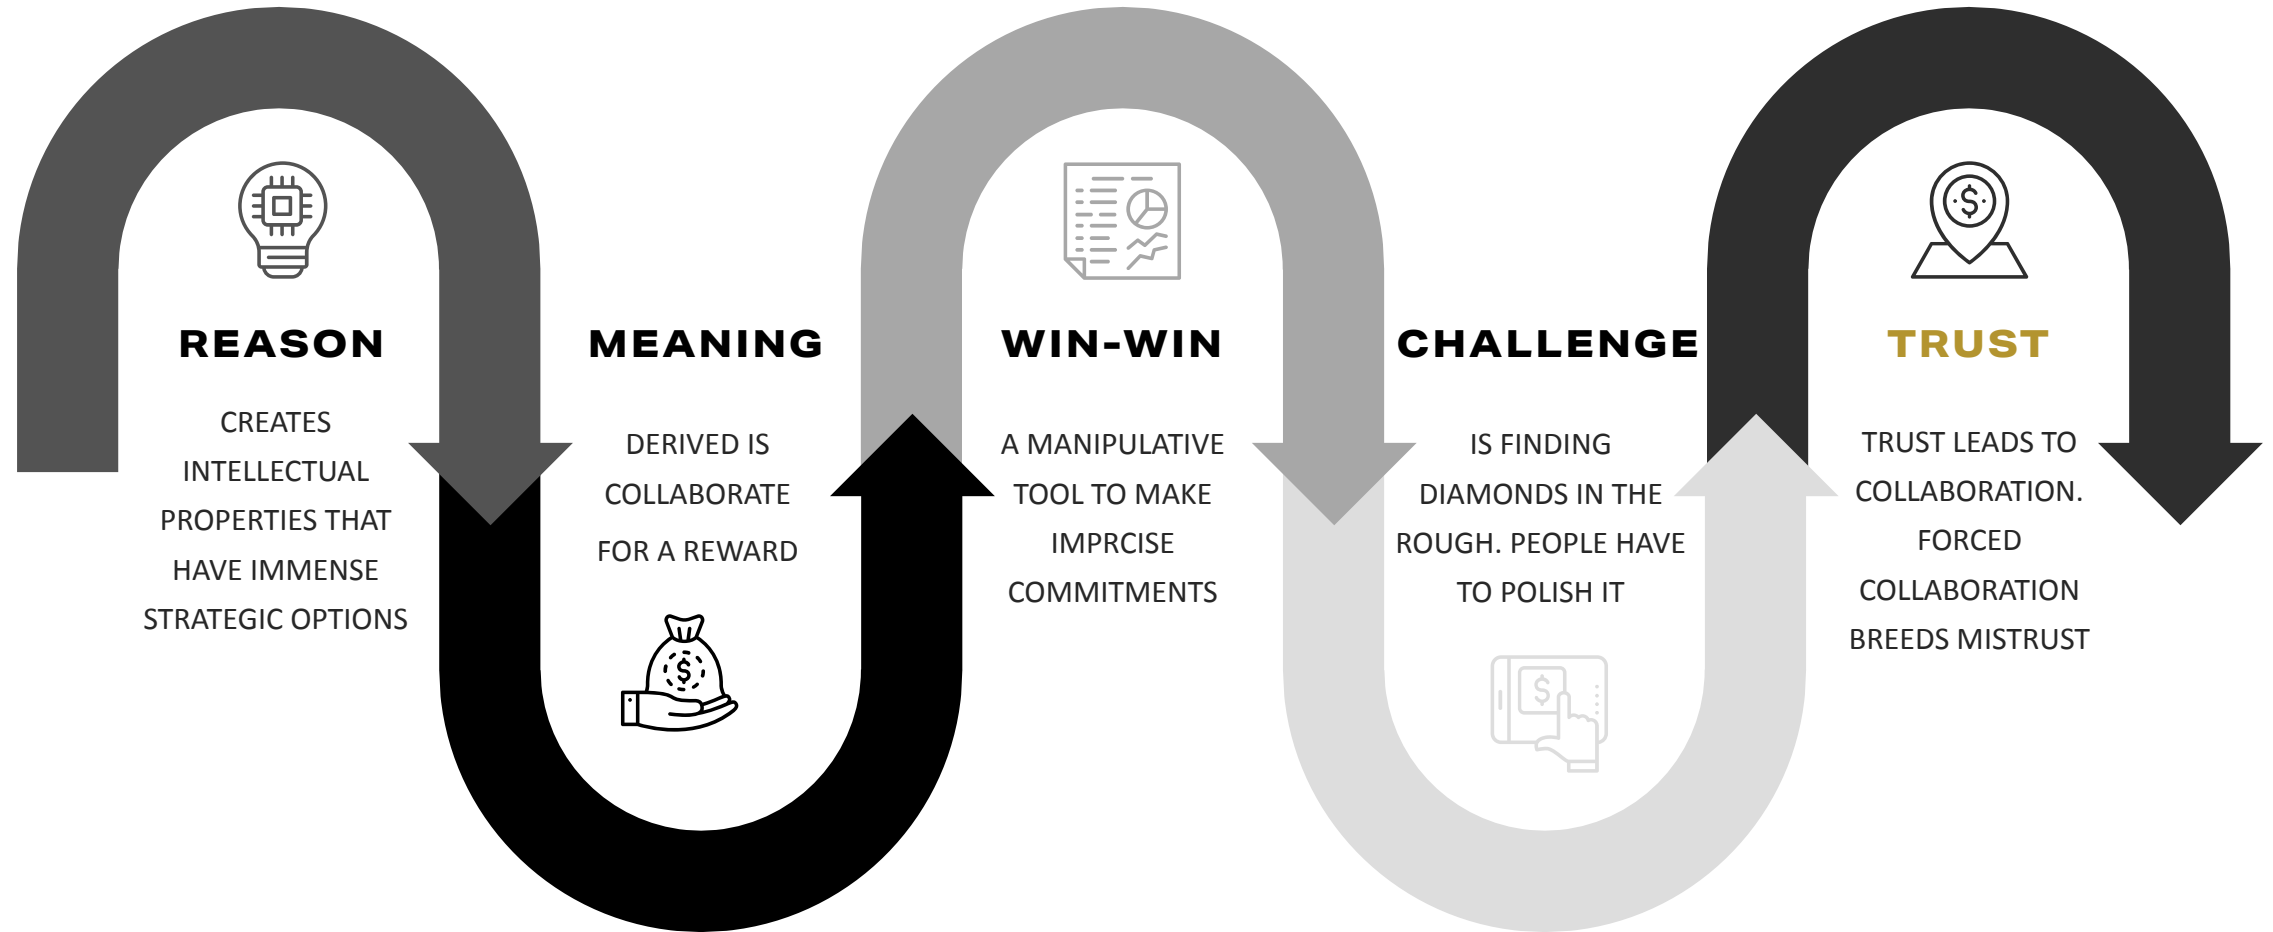 REASON
CREATES
INTELLECTUAL
PROPERTIES THAT
HAVE IMMENSE
STRATEGIC OPTIONS
MEANING
DERIVED IS
COLLABORATE
FOR A REWARD
WIN-WIN
A MANIPULATIVE
TOOL TO MAKE
IMPRCISE
COMMITMENTS
CHALLENGE
IS FINDING
DIAMONDS IN THE
ROUGH. PEOPLE HAVE
TO POLISH IT
TRUST
TRUST LEADS TO
COLLABORATION.
FORCED
COLLABORATION
BREEDS MISTRUST